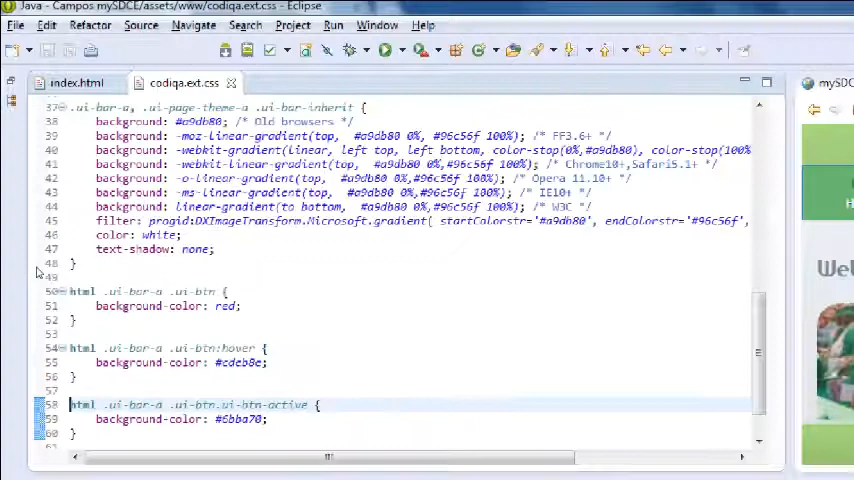 Java - Campos mySDCE/assets/www/codiqa.ext.css - Eclipse
File Edit Refactor Source Navigate Search Project Run Window Help
index.html codiqa.ext.css
mySD
37 .ui-bar-a, .ui-page-theme-a .ui-bar-inherit {
38 background: #a9db80; /* Old browsers */
39 background: -moz-linear-gradient(top, #a9db80 0%, #96c56f 100%); /* FF3.6+ */
40 background: -webkit-gradient(linear, left top, left bottom, color-stop(0%,#a9db80), color-stop(100%
41 background: -webkit-linear-gradient(top, #a9db80 0%,#96c56f 100%); /* Chrome10+,Safari5.1+ */
42 background: -o-linear-gradient(top, #a9db80 0%,#96c56f 100%); /* Opera 11.10+ */
43 background: -ms-linear-gradient(top, #a9db80 0%,#96c56f 100%); /* IE10+ */
44 background: linear-gradient(to bottom, #a9db80 0%,#96c56f 100%); /* W3C */
45 filter: progid:DXImageTransform.Microsoft.gradient( startColorstr='#a9db80', endColorstr='#96c56f',
46 color: white;
47 text-shadow: none;
48 }
49
50 html .ui-bar-a .ui-btn {
51 background-color: red;
52 }
53
54 html .ui-bar-a .ui-btn:hover {
55 background-color: #cdeb8e;
56 }
57
58 html .ui-bar-a .ui-btn.ui-btn-active {
59 background-color: #6bba70;
60 }
Wel